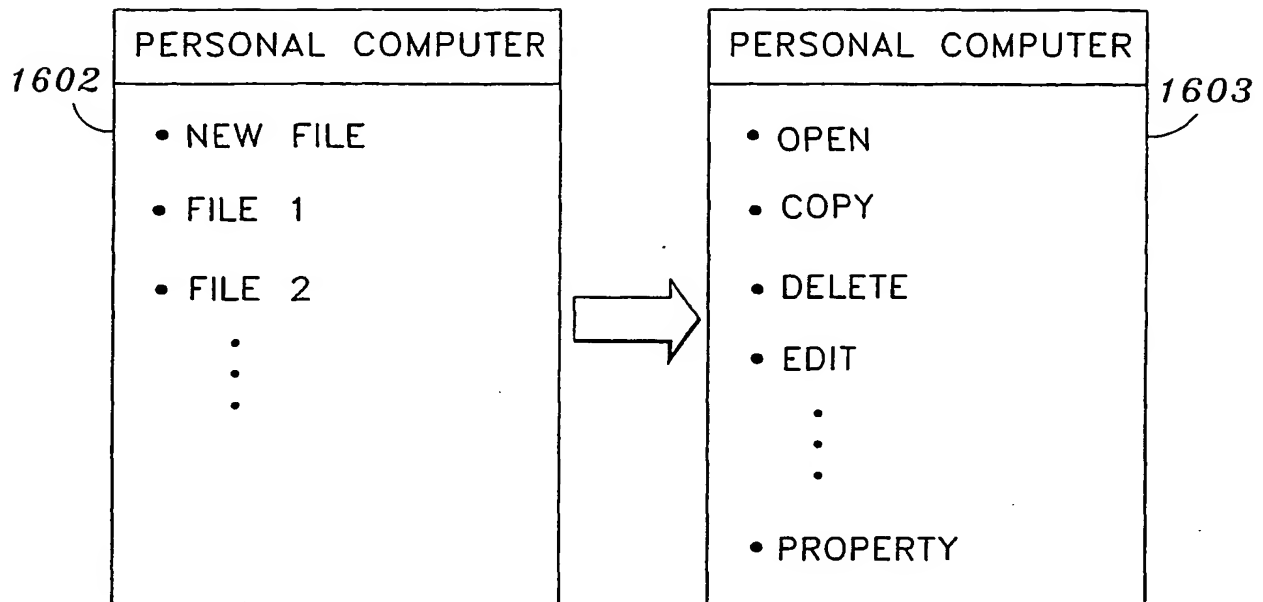 PERSONAL COMPUTER
1602
• NEW FILE
• FILE 1
• FILE 2
PERSONAL COMPUTER
1603
• OPEN
• COPY
• DELETE
• EDIT
• PROPERTY